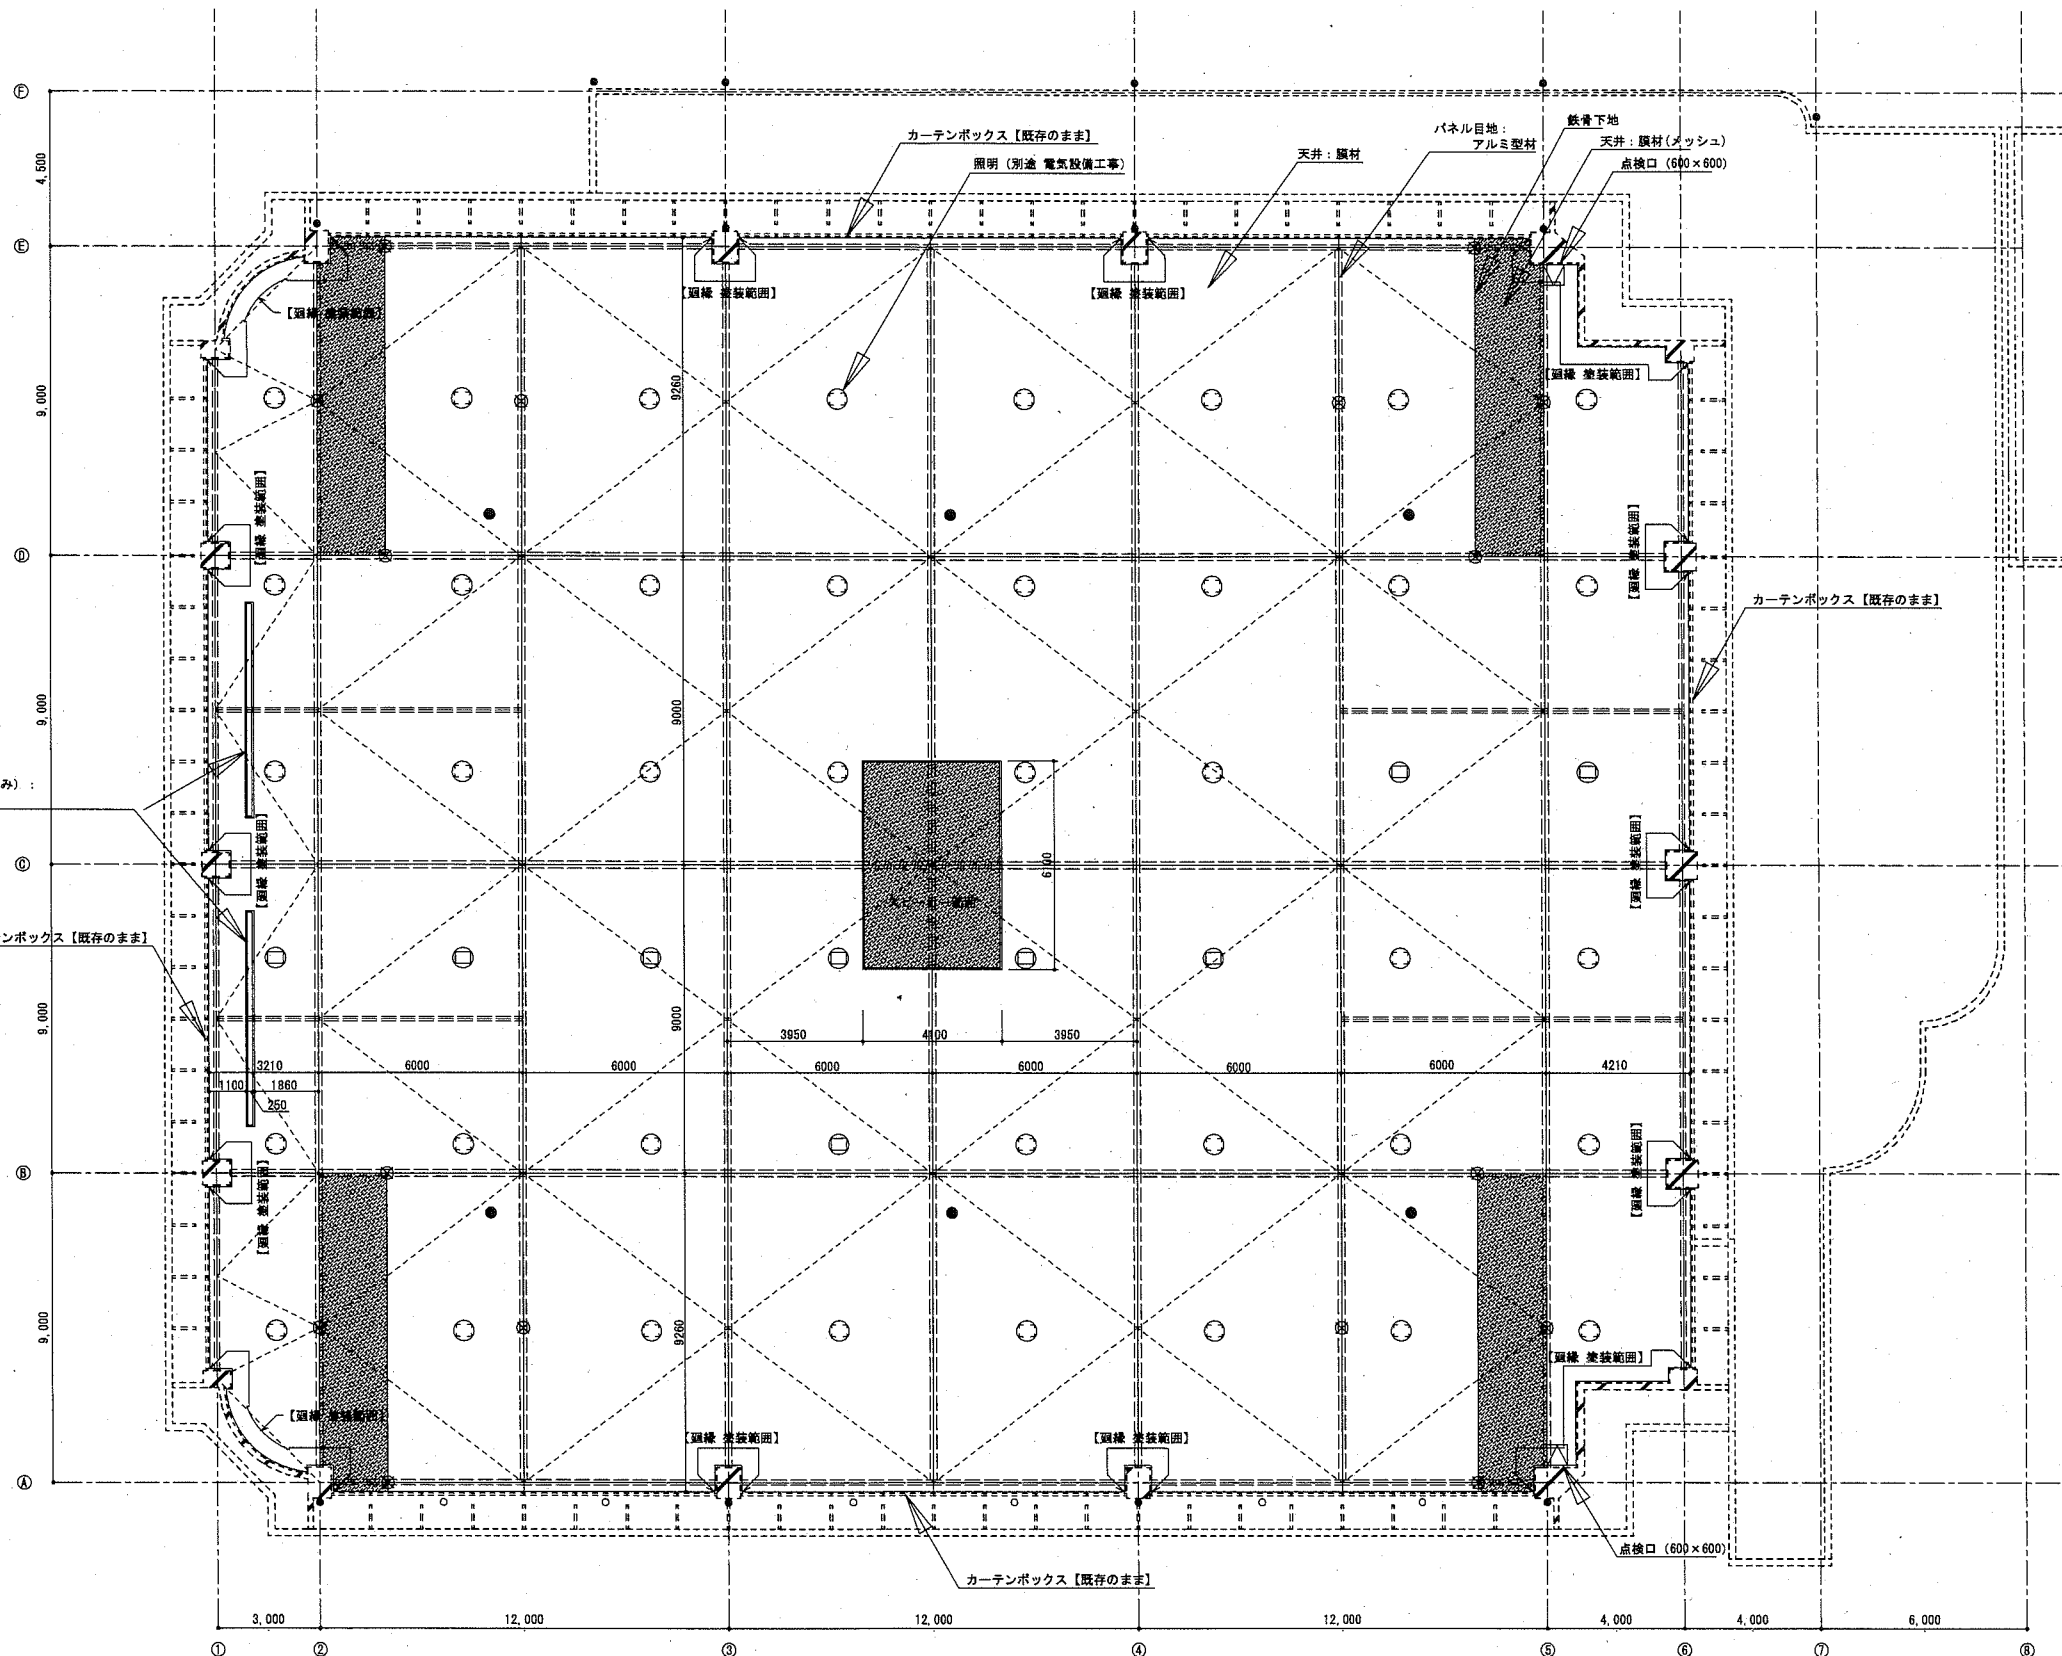 Ⓕ
4,500
カーテンボックス【既存のまま】
照明（別途 電気設備工事）
天井：膜材
パネル目地：
アルミ型材
鉄骨下地
天井：膜材(メッシュ)
点検口（600×600）
Ⓔ
【廻縁 塗装範囲】
【廻縁 塗装範囲】
【廻縁 塗装範囲】
【廻縁 塗装範囲】
9,000
9260
【廻縁 塗装範囲】
【廻縁 塗装範囲】
Ⓓ
カーテンボックス【既存のまま】
9,000
9000
み）：
【廻縁 塗装範囲】
【廻縁 塗装範囲】
Ⓒ
6100
ンボックス【既存のまま】
9,000
9000
3950
4100
3950
3210
6000
6000
6000
6000
6000
6000
4210
1100
1860
250
【廻縁 塗装範囲】
【廻縁 塗装範囲】
Ⓑ
9,000
9260
【廻縁 塗装範囲】
【廻縁 塗装範囲】
【廻縁 塗装範囲】
【廻縁 塗装範囲】
Ⓐ
点検口（600×600）
カーテンボックス【既存のまま】
3,000
12,000
12,000
12,000
4,000
4,000
6,000
①
②
③
④
⑤
⑥
⑦
⑧